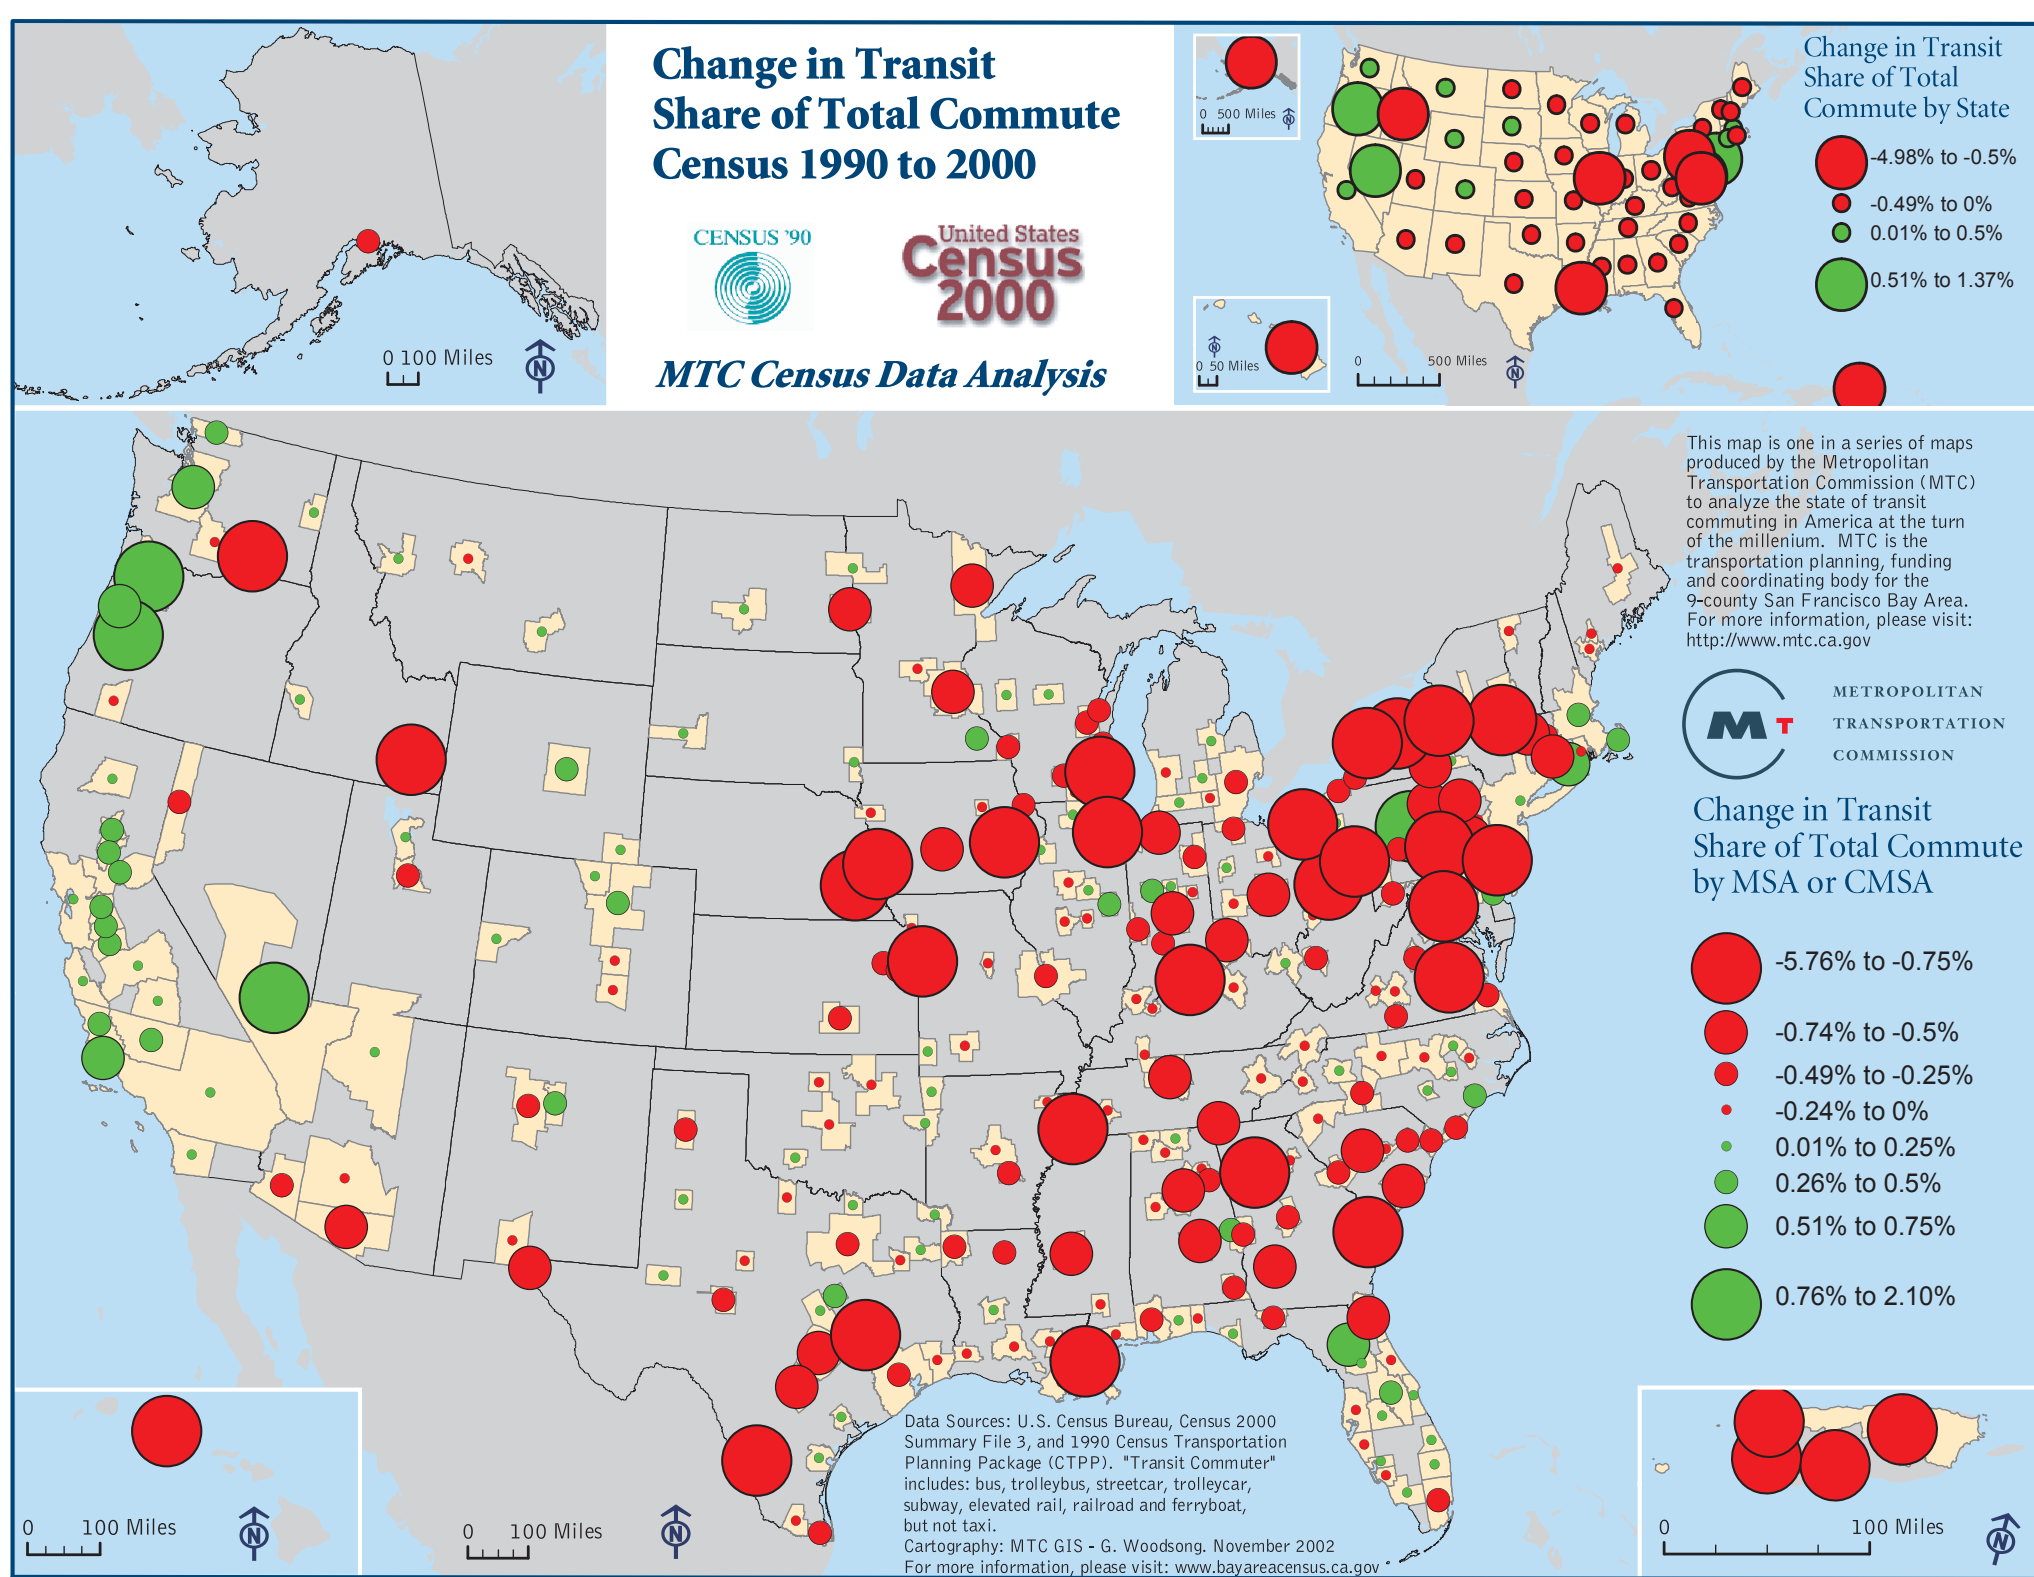 Change in Transit
Share of Total Commute
Census 1990 to 2000
CENSUS '90
United States
Census
2000
MTC Census Data Analysis
0 100 Miles
N
0 500 Miles
N
N
0 50 Miles
0 500 Miles
N
Change in Transit
Share of Total
Commute by State
-4.98% to -0.5%
-0.49% to 0%
0.01% to 0.5%
0.51% to 1.37%
This map is one in a series of maps
produced by the Metropolitan
Transportation Commission (MTC)
to analyze the state of transit
commuting in America at the turn
of the millenium. MTC is the
transportation planning, funding
and coordinating body for the
9-county San Francisco Bay Area.
For more information, please visit:
http://www.mtc.ca.gov
M T
METROPOLITAN
TRANSPORTATION
COMMISSION
Change in Transit
Share of Total Commute
by MSA or CMSA
-5.76% to -0.75%
-0.74% to -0.5%
-0.49% to -0.25%
-0.24% to 0%
0.01% to 0.25%
0.26% to 0.5%
0.51% to 0.75%
0.76% to 2.10%
Data Sources: U.S. Census Bureau, Census 2000
Summary File 3, and 1990 Census Transportation
Planning Package (CTPP). "Transit Commuter"
includes: bus, trolleybus, streetcar, trolleycar,
subway, elevated rail, railroad and ferryboat,
but not taxi.
Cartography: MTC GIS - G. Woodsong. November 2002
For more information, please visit: www.bayareacensus.ca.gov
0 100 Miles
N
0 100 Miles
N
0 100 Miles
N